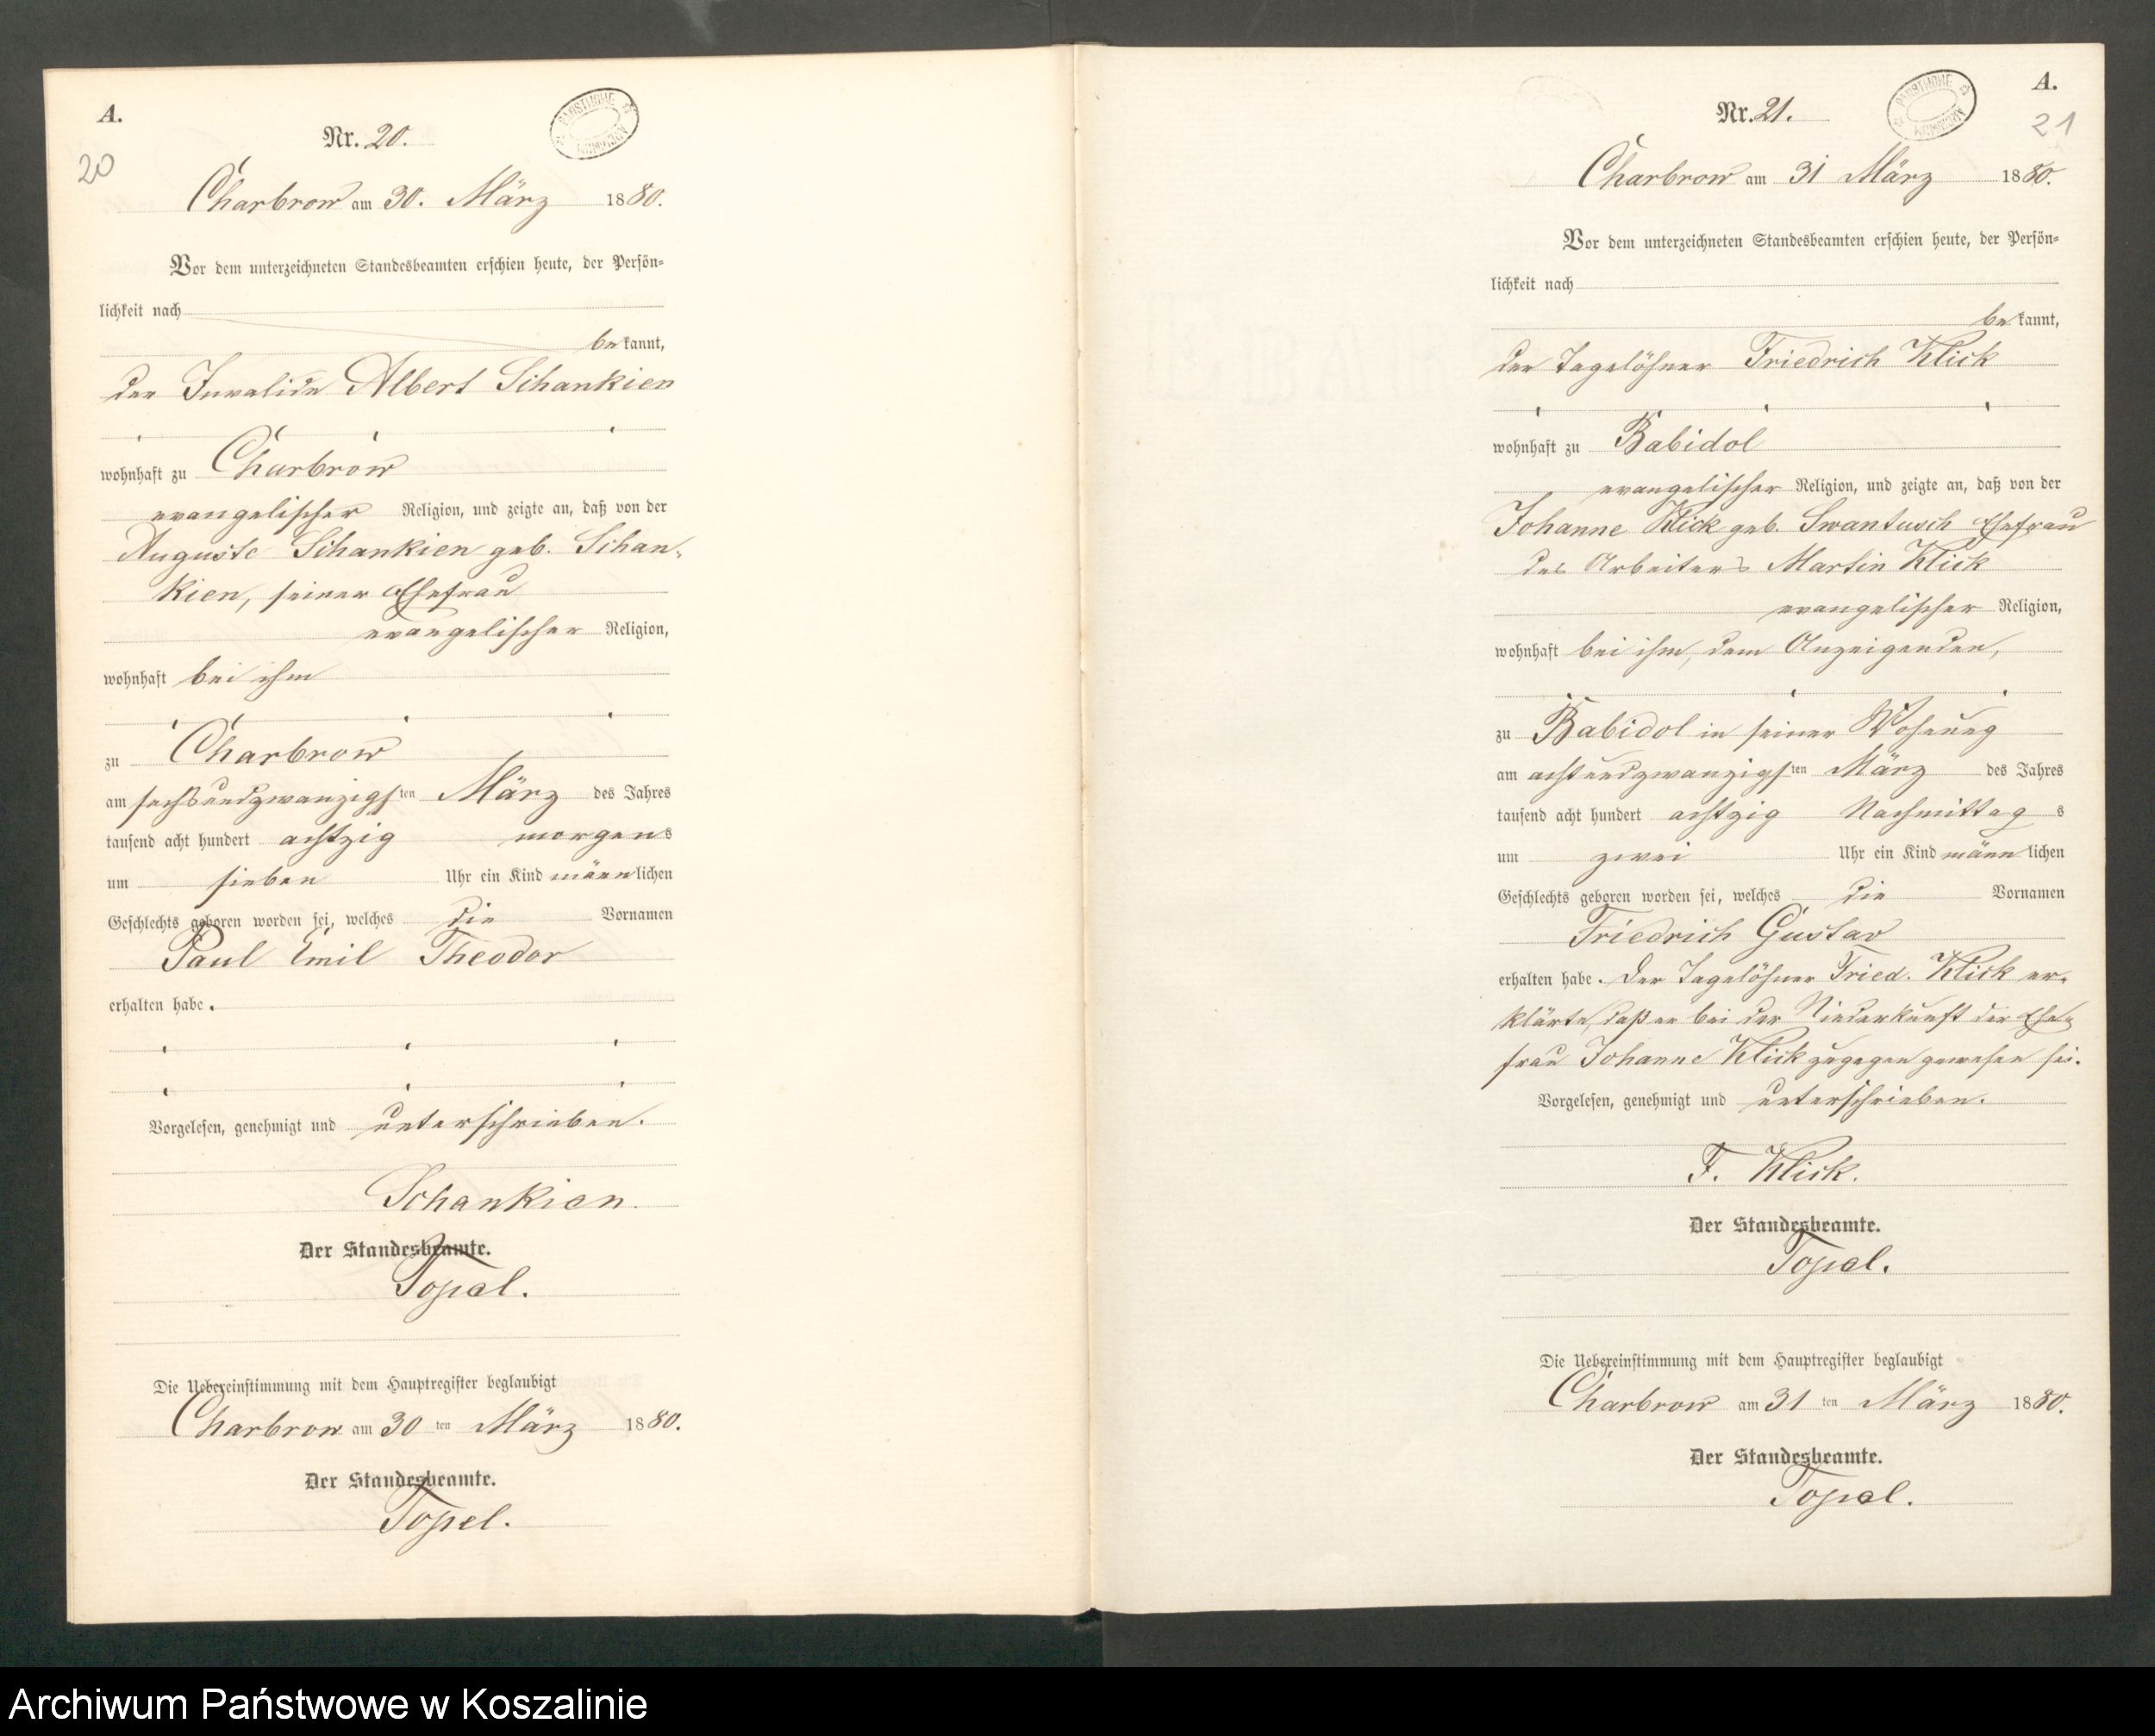 A.
20
Nr. 20.
Charbrow am 30. März 1880.
Vor dem unterzeichneten Standesbeamten erschien heute, der Persön-
lichkeit nach
bekannt,
der Invalide Albert Schankien
wohnhaft zu Charbrow
evangelischer Religion, und zeigte an, daß von der
Auguste Schankien geb. Schan-
kien, seiner Ehefrau
evangelischer Religion,
wohnhaft bei ihm
zu Charbrow
am sechsundzwanzigsten März des Jahres
tausend acht hundert achtzig morgens
um sieben Uhr ein Kind männlichen
Geschlechts geboren worden sei, welches die Vornamen
Paul Emil Theodor
erhalten habe.
Vorgelesen, genehmigt und unterschrieben.
Schankien.
Der Standesbeamte.
Topel.
Die Uebereinstimmung mit dem Hauptregister beglaubigt
Charbrow am 30 ten März 1880.
Der Standesbeamte.
Topel.
A.
21
Nr. 21.
Charbrow am 31 März 1880.
Vor dem unterzeichneten Standesbeamten erschien heute, der Persön-
lichkeit nach
bekannt,
der Tagelöhner Friedrich Klick
wohnhaft zu Babidol
evangelischer Religion, und zeigte an, daß von der
Johanne Klick geb. Swantusch Ehefrau
des Arbeiters Martin Klick
evangelischer Religion,
wohnhaft bei ihm, dem Anzeigenden,
zu Babidol in seiner Wohnung
am achtundzwanzigsten März des Jahres
tausend acht hundert achtzig Nachmittags
um zwei Uhr ein Kind männlichen
Geschlechts geboren worden sei, welches die Vornamen
Friedrich Gustav
erhalten habe. Der Tagelöhner Fried. Klick er-
klärte, daß er bei der Niederkunft der Ehe-
frau Johanne Klick zugegen gewesen sei.
Vorgelesen, genehmigt und unterschrieben.
F. Klick.
Der Standesbeamte.
Topel.
Die Uebereinstimmung mit dem Hauptregister beglaubigt
Charbrow am 31 ten März 1880.
Der Standesbeamte.
Topel.
Archiwum Państwowe w Koszalinie